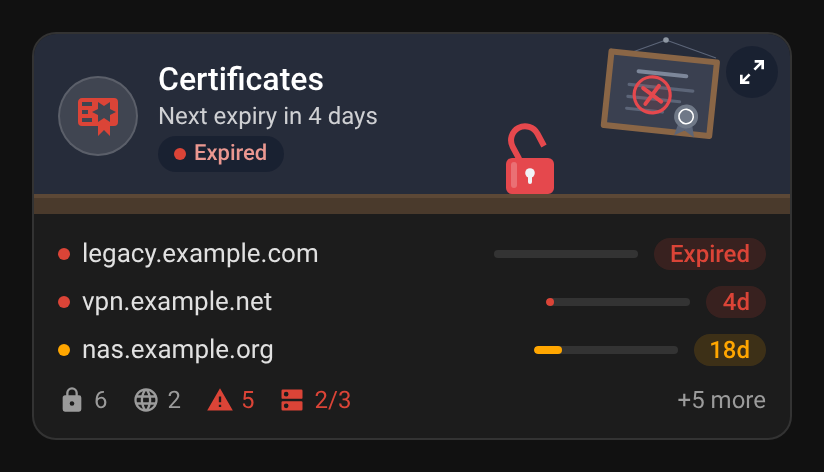 Certificates
Next expiry in 4 days
Expired
legacy.example.com Expired
vpn.example.net 4d
nas.example.org 18d
6 2 5 2/3 +5 more